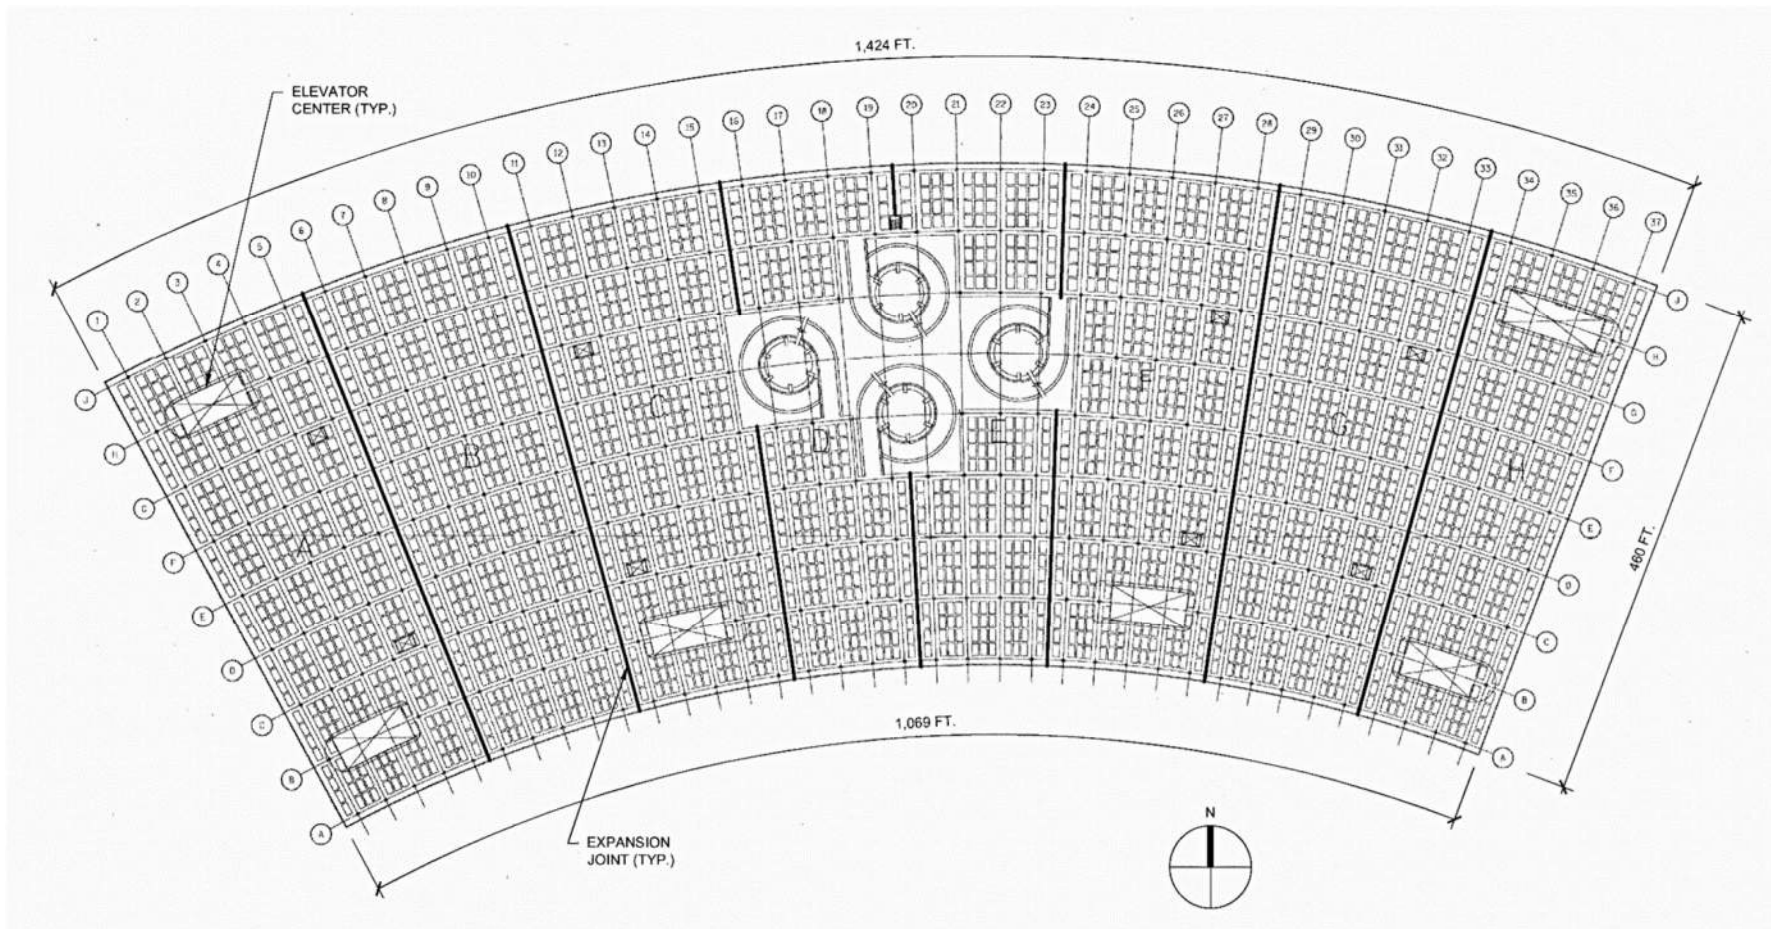 1,424 FT.
ELEVATOR
CENTER (TYP.)
1
2
3
4
5
6
7
8
9
10
11
12
13
14
15
16
17
18
19
20
21
22
23
24
25
26
27
28
29
30
31
32
33
34
35
36
37
J
H
G
F
E
D
C
B
A
J
H
G
F
E
D
C
B
A
A
B
C
D
E
F
G
H
460 FT.
1,069 FT.
EXPANSION
JOINT (TYP.)
N